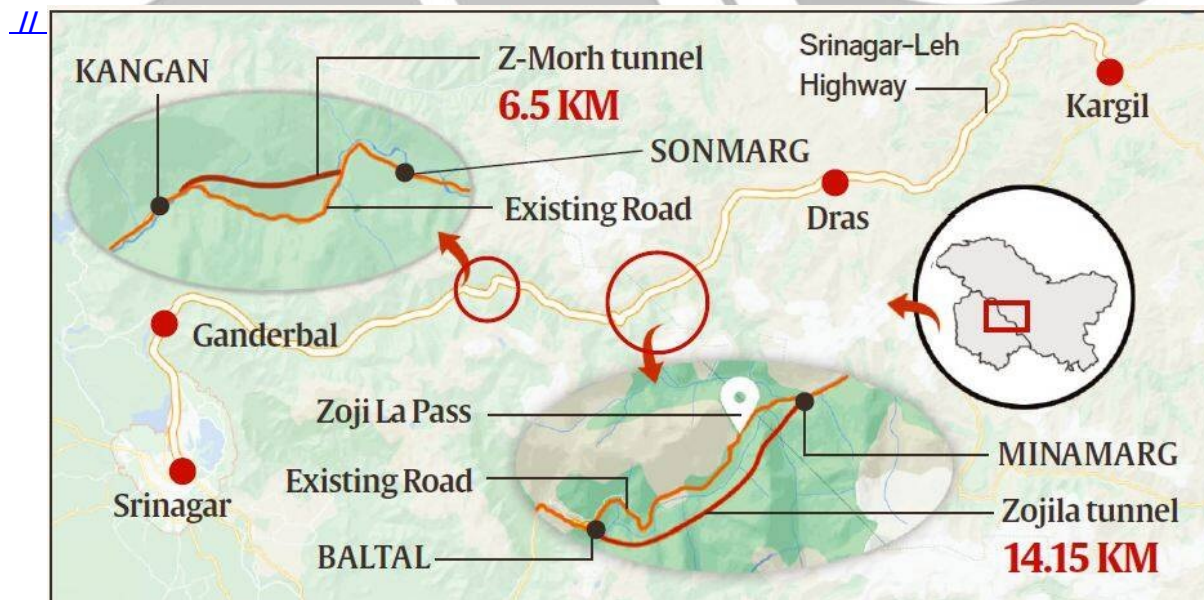 //
KANGAN
Z-Morh tunnel
6.5 KM
SONMARG
Existing Road
Srinagar-Leh
Highway
Kargil
Dras
Ganderbal
Srinagar
Zoji La Pass
Existing Road
BALTAL
MINAMARG
Zojila tunnel
14.15 KM